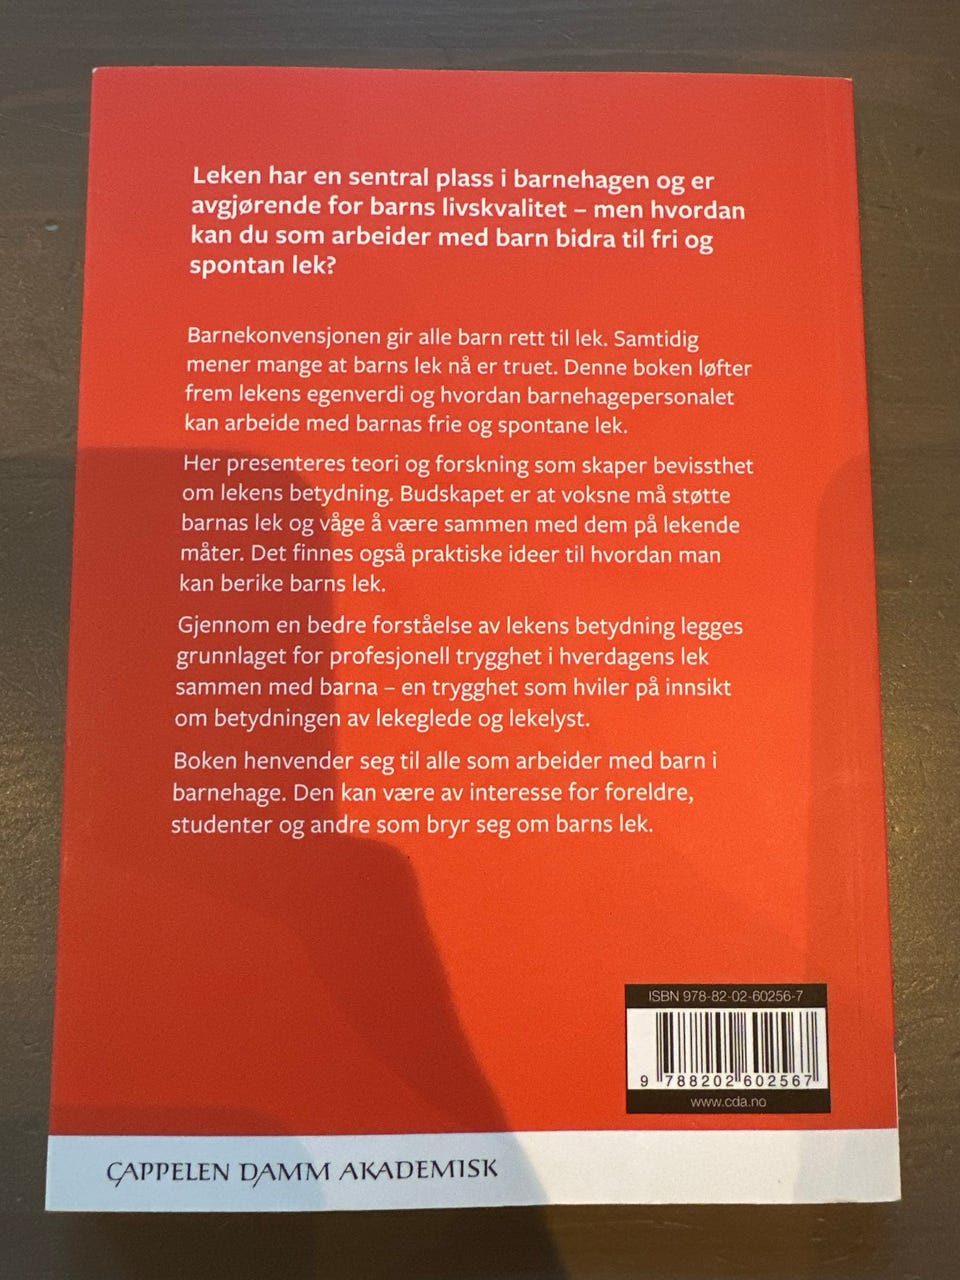 Leken har en sentral plass i barnehagen og er
avgjørende for barns livskvalitet – men hvordan
kan du som arbeider med barn bidra til fri og
spontan lek?
Barnekonvensjonen gir alle barn rett til lek. Samtidig
mener mange at barns lek nå er truet. Denne boken løfter
frem lekens egenverdi og hvordan barnehagepersonalet
kan arbeide med barnas frie og spontane lek.
Her presenteres teori og forskning som skaper bevissthet
om lekens betydning. Budskapet er at voksne må støtte
barnas lek og våge å være sammen med dem på lekende
måter. Det finnes også praktiske ideer til hvordan man
kan berike barns lek.
Gjennom en bedre forståelse av lekens betydning legges
grunnlaget for profesjonell trygghet i hverdagens lek
sammen med barna – en trygghet som hviler på innsikt
om betydningen av lekeglede og lekelyst.
Boken henvender seg til alle som arbeider med barn i
barnehage. Den kan være av interesse for foreldre,
studenter og andre som bryr seg om barns lek.
ISBN 978-82-02-60256-7
9 788202 602567
www.cda.no
CAPPELEN DAMM AKADEMISK